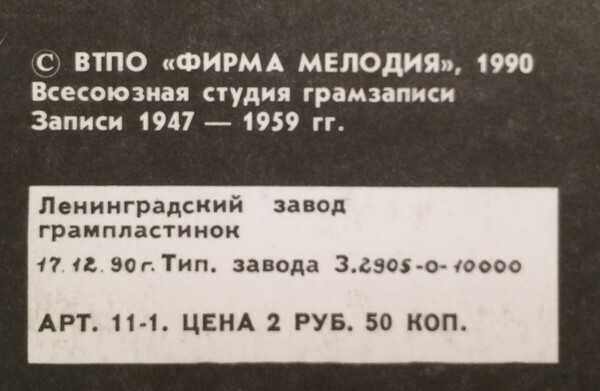 © ВТПО «ФИРМА МЕЛОДИЯ», 1990
Всесоюзная студия грамзаписи
Записи 1947 — 1959 гг.
Ленинградский завод
грампластинок
17.12.90г. Тип. завода З.2905-0-10000
АРТ. 11-1. ЦЕНА 2 РУБ. 50 КОП.